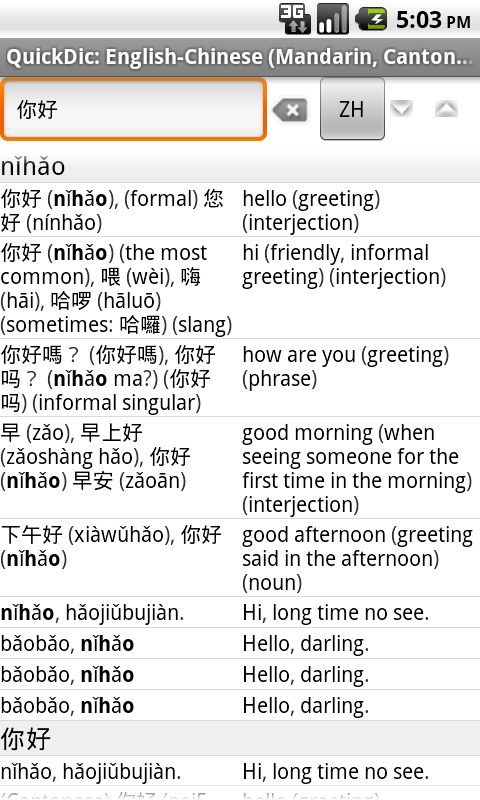 3G
5:03 PM
QuickDic: English-Chinese (Mandarin, Canton...
你好
ZH
nǐhǎo
你好 (nǐhǎo), (formal) 您
好 (nínhǎo)
hello (greeting)
(interjection)
你好 (nǐhǎo) (the most
common), 喂 (wèi), 嗨
(hāi), 哈啰 (hāluō)
(sometimes: 哈囉) (slang)
hi (friendly, informal
greeting) (interjection)
你好嗎？ (你好嗎), 你好
吗？ (nǐhǎo ma?) (你好
吗) (informal singular)
how are you (greeting)
(phrase)
早 (zǎo), 早上好
(zǎoshàng hǎo), 你好
(nǐhǎo) 早安 (zǎoān)
good morning (when
seeing someone for the
first time in the morning)
(interjection)
下午好 (xiàwǔhǎo), 你好
(nǐhǎo)
good afternoon (greeting
said in the afternoon)
(noun)
nǐhǎo, hǎojiǔbujiàn.
Hi, long time no see.
bǎobǎo, nǐhǎo
Hello, darling.
bǎobǎo, nǐhǎo
Hello, darling.
bǎobǎo, nǐhǎo
Hello, darling.
你好
nǐhǎo, hǎojiǔbujiàn.
Hi, long time no see.
(Cantonese) 你好 (nei5
hello (greeting)